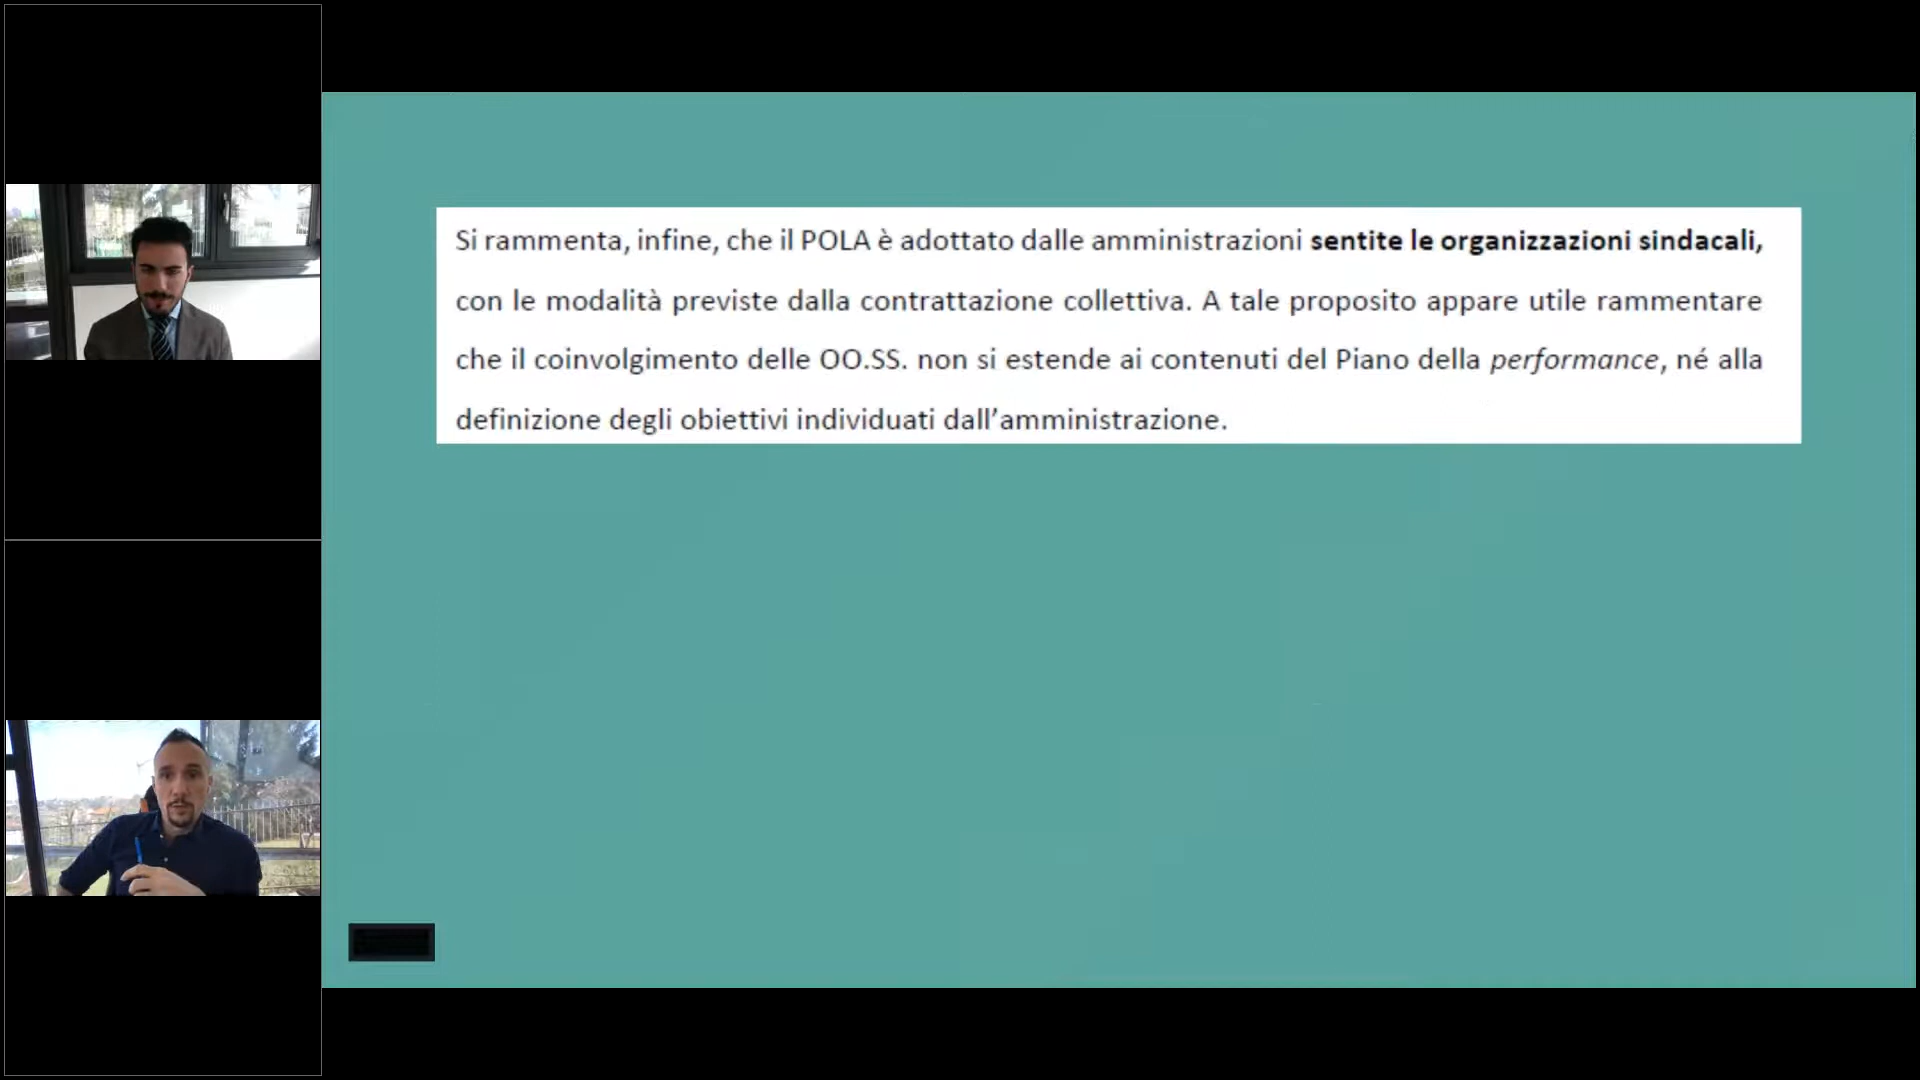 Si rammenta, infine, che il POLA è adottato dalle amministrazioni sentite le organizzazioni sindacali,
con le modalità previste dalla contrattazione collettiva. A tale proposito appare utile rammentare
che il coinvolgimento delle OO.SS. non si estende ai contenuti del Piano della performance, né alla
definizione degli obiettivi individuati dall’amministrazione.